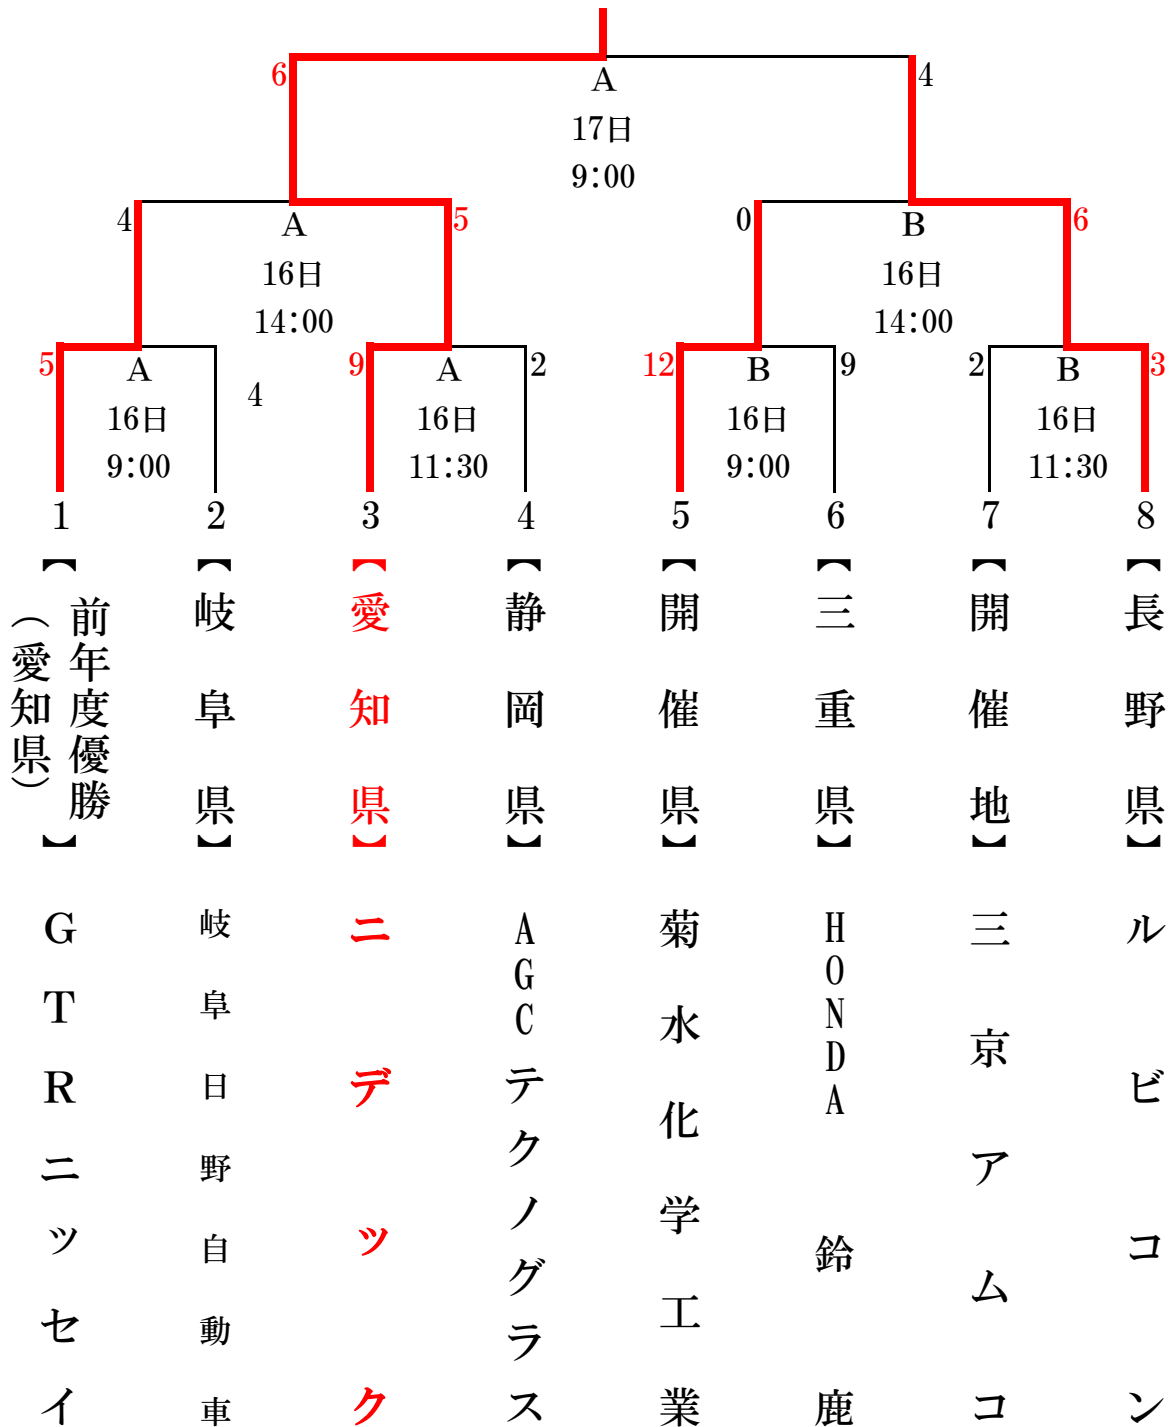 6
4
A
17日
9:00
4
5
0
6
A
16日
14:00
B
16日
14:00
5
4
9
2
12
9
2
3
A
16日
9:00
A
16日
11:30
B
16日
9:00
B
16日
11:30
1
2
3
4
5
6
7
8
【前年度優勝
（愛知県）】
GTRニッセイ
【岐阜県】
岐阜日野自動車
【愛知県】
ニデック
【静岡県】
AGCテクノグラス
【開催県】
菊水化学工業
【三重県】
HONDA鈴鹿
【開催地】
三京アムコ
【長野県】
ルビコン